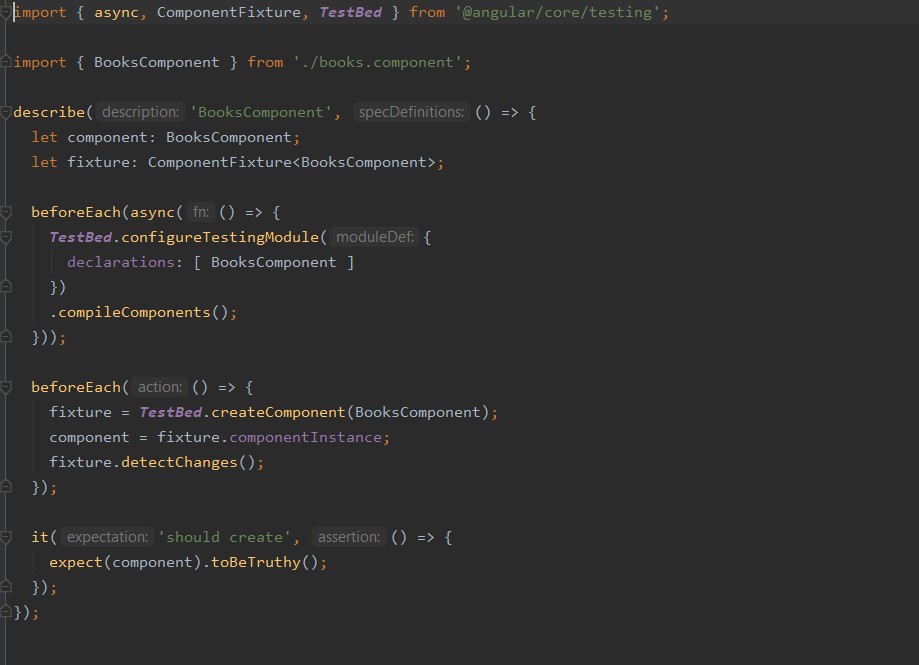 import { async, ComponentFixture, TestBed } from '@angular/core/testing';
import { BooksComponent } from './books.component';
describe( description: 'BooksComponent', specDefinitions: () => {
let component: BooksComponent;
let fixture: ComponentFixture<BooksComponent>;
beforeEach(async( fn: () => {
TestBed.configureTestingModule( moduleDef: {
declarations: [ BooksComponent ]
})
.compileComponents();
}));
beforeEach( action: () => {
fixture = TestBed.createComponent(BooksComponent);
component = fixture.componentInstance;
fixture.detectChanges();
});
it( expectation: 'should create', assertion: () => {
expect(component).toBeTruthy();
});
});